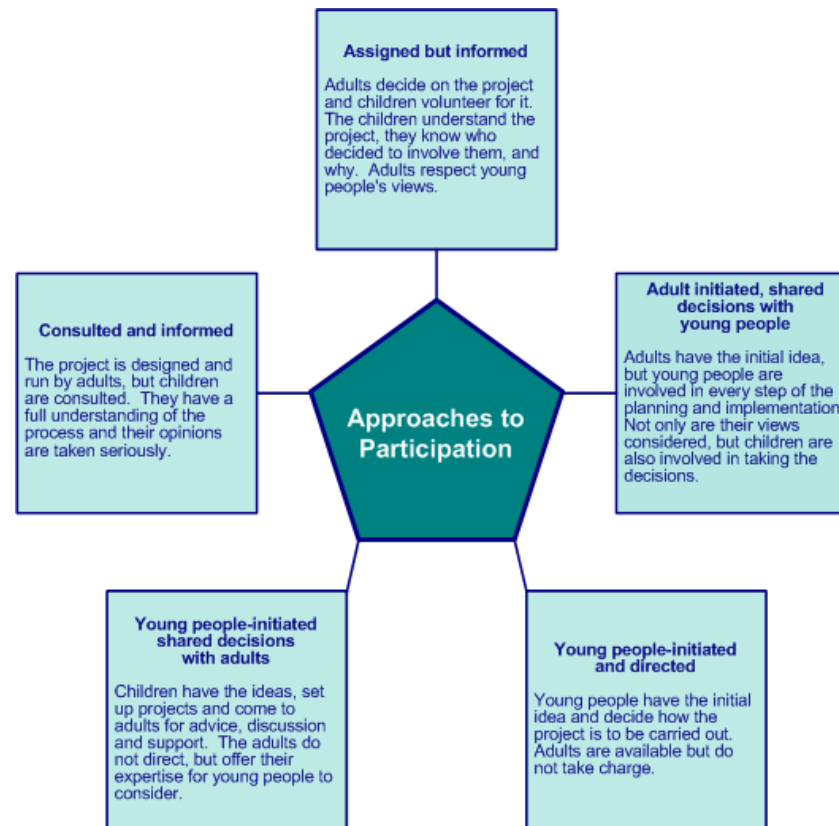 Assigned but informed
Adults decide on the project
and children volunteer for it.
The children understand the
project, they know who
decided to involve them, and
why.  Adults respect young
people's views.
Consulted and informed
The project is designed and
run by adults, but children
are consulted.  They have a
full understanding of the
process and their opinions
are taken seriously.
Approaches to
Participation
Adult initiated, shared
decisions with
young people
Adults have the initial idea,
but young people are
involved in every step of the
planning and implementation
Not only are their views
considered, but children are
also involved in taking the
decisions.
Young people-initiated
shared decisions
with adults
Children have the ideas, set
up projects and come to
adults for advice, discussion
and support.  The adults do
not direct, but offer their
expertise for young people to
consider.
Young people-initiated
and directed
Young people have the initial
idea and decide how the
project is to be carried out.
Adults are available but do
not take charge.